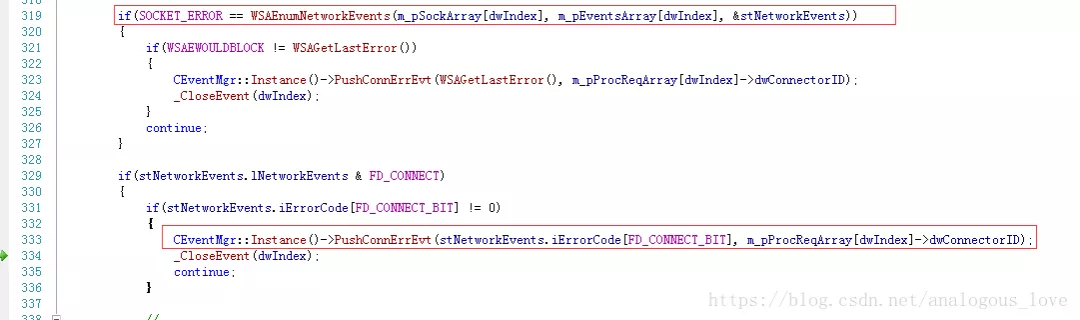 319 if(SOCKET_ERROR == WSAEnumNetworkEvents(m_pSockArray[dwIndex], m_pEventsArray[dwIndex], &stNetworkEvents))
320 {
321 if(WSAEWOULDBLOCK != WSAGetLastError())
322 {
323 CEventMgr::Instance()->PushConnErrEvt(WSAGetLastError(), m_pProcReqArray[dwIndex]->dwConnectorID);
324 _CloseEvent(dwIndex);
325 }
326 continue;
327 }
328
329 if(stNetworkEvents.lNetworkEvents & FD_CONNECT)
330 {
331 if(stNetworkEvents.iErrorCode[FD_CONNECT_BIT] != 0)
332 {
333 CEventMgr::Instance()->PushConnErrEvt(stNetworkEvents.iErrorCode[FD_CONNECT_BIT], m_pProcReqArray[dwIndex]->dwConnectorID);
334 _CloseEvent(dwIndex);
335 continue;
336 }
337
338 //
https://blog.csdn.net/analogous_love